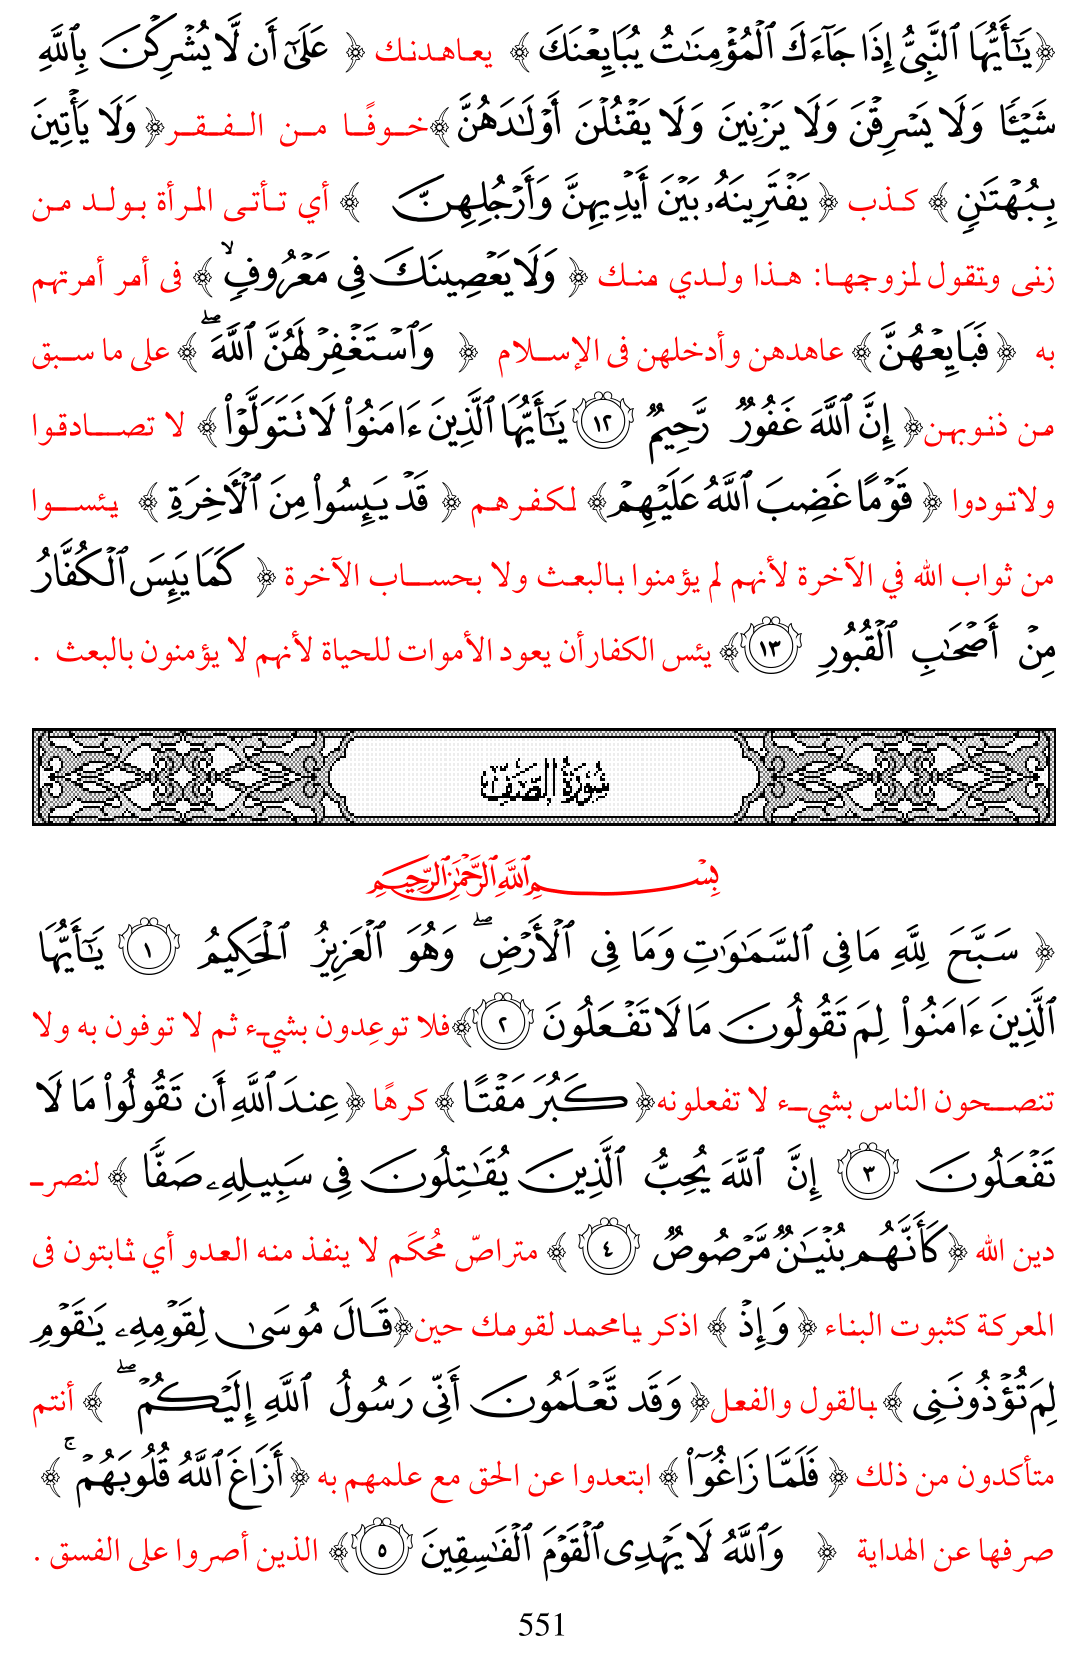 ﴿ يَـٰٓأَيُّهَا ٱلنَّبِىُّ إِذَا جَآءَكَ ٱلْمُؤْمِنَـٰتُ يُبَايِعْنَكَ ﴾ يعاهدنك ﴿ عَلَىٰٓ أَن لَّا يُشْرِكْنَ بِٱللَّهِ
شَيْـًٔا وَلَا يَسْرِقْنَ وَلَا يَزْنِينَ وَلَا يَقْتُلْنَ أَوْلَـٰدَهُنَّ ﴾ خوفًا من الفقر ﴿ وَلَا يَأْتِينَ
بِبُهْتَـٰنٍ ﴾ كذب ﴿ يَفْتَرِينَهُۥ بَيْنَ أَيْدِيهِنَّ وَأَرْجُلِهِنَّ ﴾ أي تأتى المرأة بولد من
زنى وتقول لزوجها: هذا ولدي منك ﴿ وَلَا يَعْصِينَكَ فِى مَعْرُوفٍ ۙ ﴾ فى أمر أمرتهم
به ﴿ فَبَايِعْهُنَّ ﴾ عاهدهن وأدخلهن فى الإسلام ﴿ وَٱسْتَغْفِرْ لَهُنَّ ٱللَّهَ ۖ ﴾ على ما سبق
من ذنوبهن ﴿ إِنَّ ٱللَّهَ غَفُورٌ رَّحِيمٌ ١٢ يَـٰٓأَيُّهَا ٱلَّذِينَ ءَامَنُوا۟ لَا تَتَوَلَّوْا۟ ﴾ لا تصادقوا
ولاتودوا ﴿ قَوْمًا غَضِبَ ٱللَّهُ عَلَيْهِمْ ﴾ لكفرهم ﴿ قَدْ يَئِسُوا۟ مِنَ ٱلْـَٔاخِرَةِ ﴾ يئسوا
من ثواب الله في الآخرة لأنهم لم يؤمنوا بالبعث ولا بحساب الآخرة ﴿ كَمَا يَئِسَ ٱلْكُفَّارُ
مِنْ أَصْحَـٰبِ ٱلْقُبُورِ ١٣ ﴾ يئس الكفارأن يعود الأموات للحياة لأنهم لا يؤمنون بالبعث .
سُورَةُ الصَّفِّ
بِسْمِ ٱللَّهِ ٱلرَّحْمَـٰنِ ٱلرَّحِيمِ
﴿ سَبَّحَ لِلَّهِ مَا فِى ٱلسَّمَـٰوَٰتِ وَمَا فِى ٱلْأَرْضِ ۖ وَهُوَ ٱلْعَزِيزُ ٱلْحَكِيمُ ١ يَـٰٓأَيُّهَا
ٱلَّذِينَ ءَامَنُوا۟ لِمَ تَقُولُونَ مَا لَا تَفْعَلُونَ ٢ ﴾ فلا توعِدون بشيء ثم لا توفون به ولا
تنصحون الناس بشيء لا تفعلونه ﴿ كَبُرَ مَقْتًا ﴾ كرهًا ﴿ عِندَ ٱللَّهِ أَن تَقُولُوا۟ مَا لَا
تَفْعَلُونَ ٣ إِنَّ ٱللَّهَ يُحِبُّ ٱلَّذِينَ يُقَـٰتِلُونَ فِى سَبِيلِهِۦ صَفًّا ﴾ لنصر
دين الله ﴿ كَأَنَّهُم بُنْيَـٰنٌ مَّرْصُوصٌ ٤ ﴾ متراصّ مُحكَم لا ينفذ منه العدو أي ثابتون فى
المعركة كثبوت البناء ﴿ وَإِذْ ﴾ اذكر يامحمد لقومك حين ﴿ قَالَ مُوسَىٰ لِقَوْمِهِۦ يَـٰقَوْمِ
لِمَ تُؤْذُونَنِى ﴾ بالقول والفعل ﴿ وَقَد تَّعْلَمُونَ أَنِّى رَسُولُ ٱللَّهِ إِلَيْكُمْ ۖ ﴾ أنتم
متأكدون من ذلك ﴿ فَلَمَّا زَاغُوٓا۟ ﴾ ابتعدوا عن الحق مع علمهم به ﴿ أَزَاغَ ٱللَّهُ قُلُوبَهُمْ ۚ ﴾
صرفها عن الهداية ﴿ وَٱللَّهُ لَا يَهْدِى ٱلْقَوْمَ ٱلْفَـٰسِقِينَ ٥ ﴾ الذين أصروا على الفسق .
551